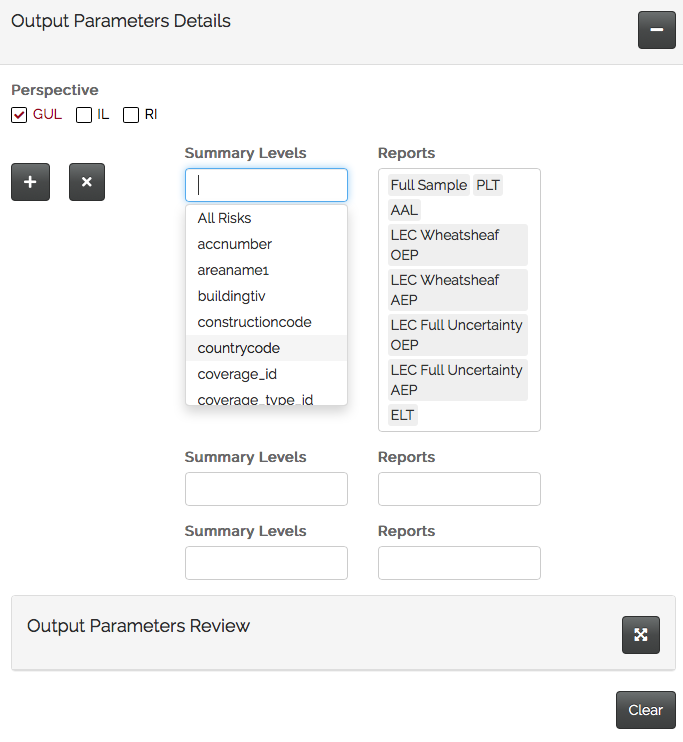 Output Parameters Details
Perspective
GUL IL RI
Summary Levels
All Risks
accnumber
areaname1
buildingtiv
constructioncode
countrycode
coverage_id
coverage_type_id
Reports
Full Sample PLT
AAL
LEC Wheatsheaf
OEP
LEC Wheatsheaf
AEP
LEC Full Uncertainty
OEP
LEC Full Uncertainty
AEP
ELT
Summary Levels Reports
Summary Levels Reports
Output Parameters Review
Clear